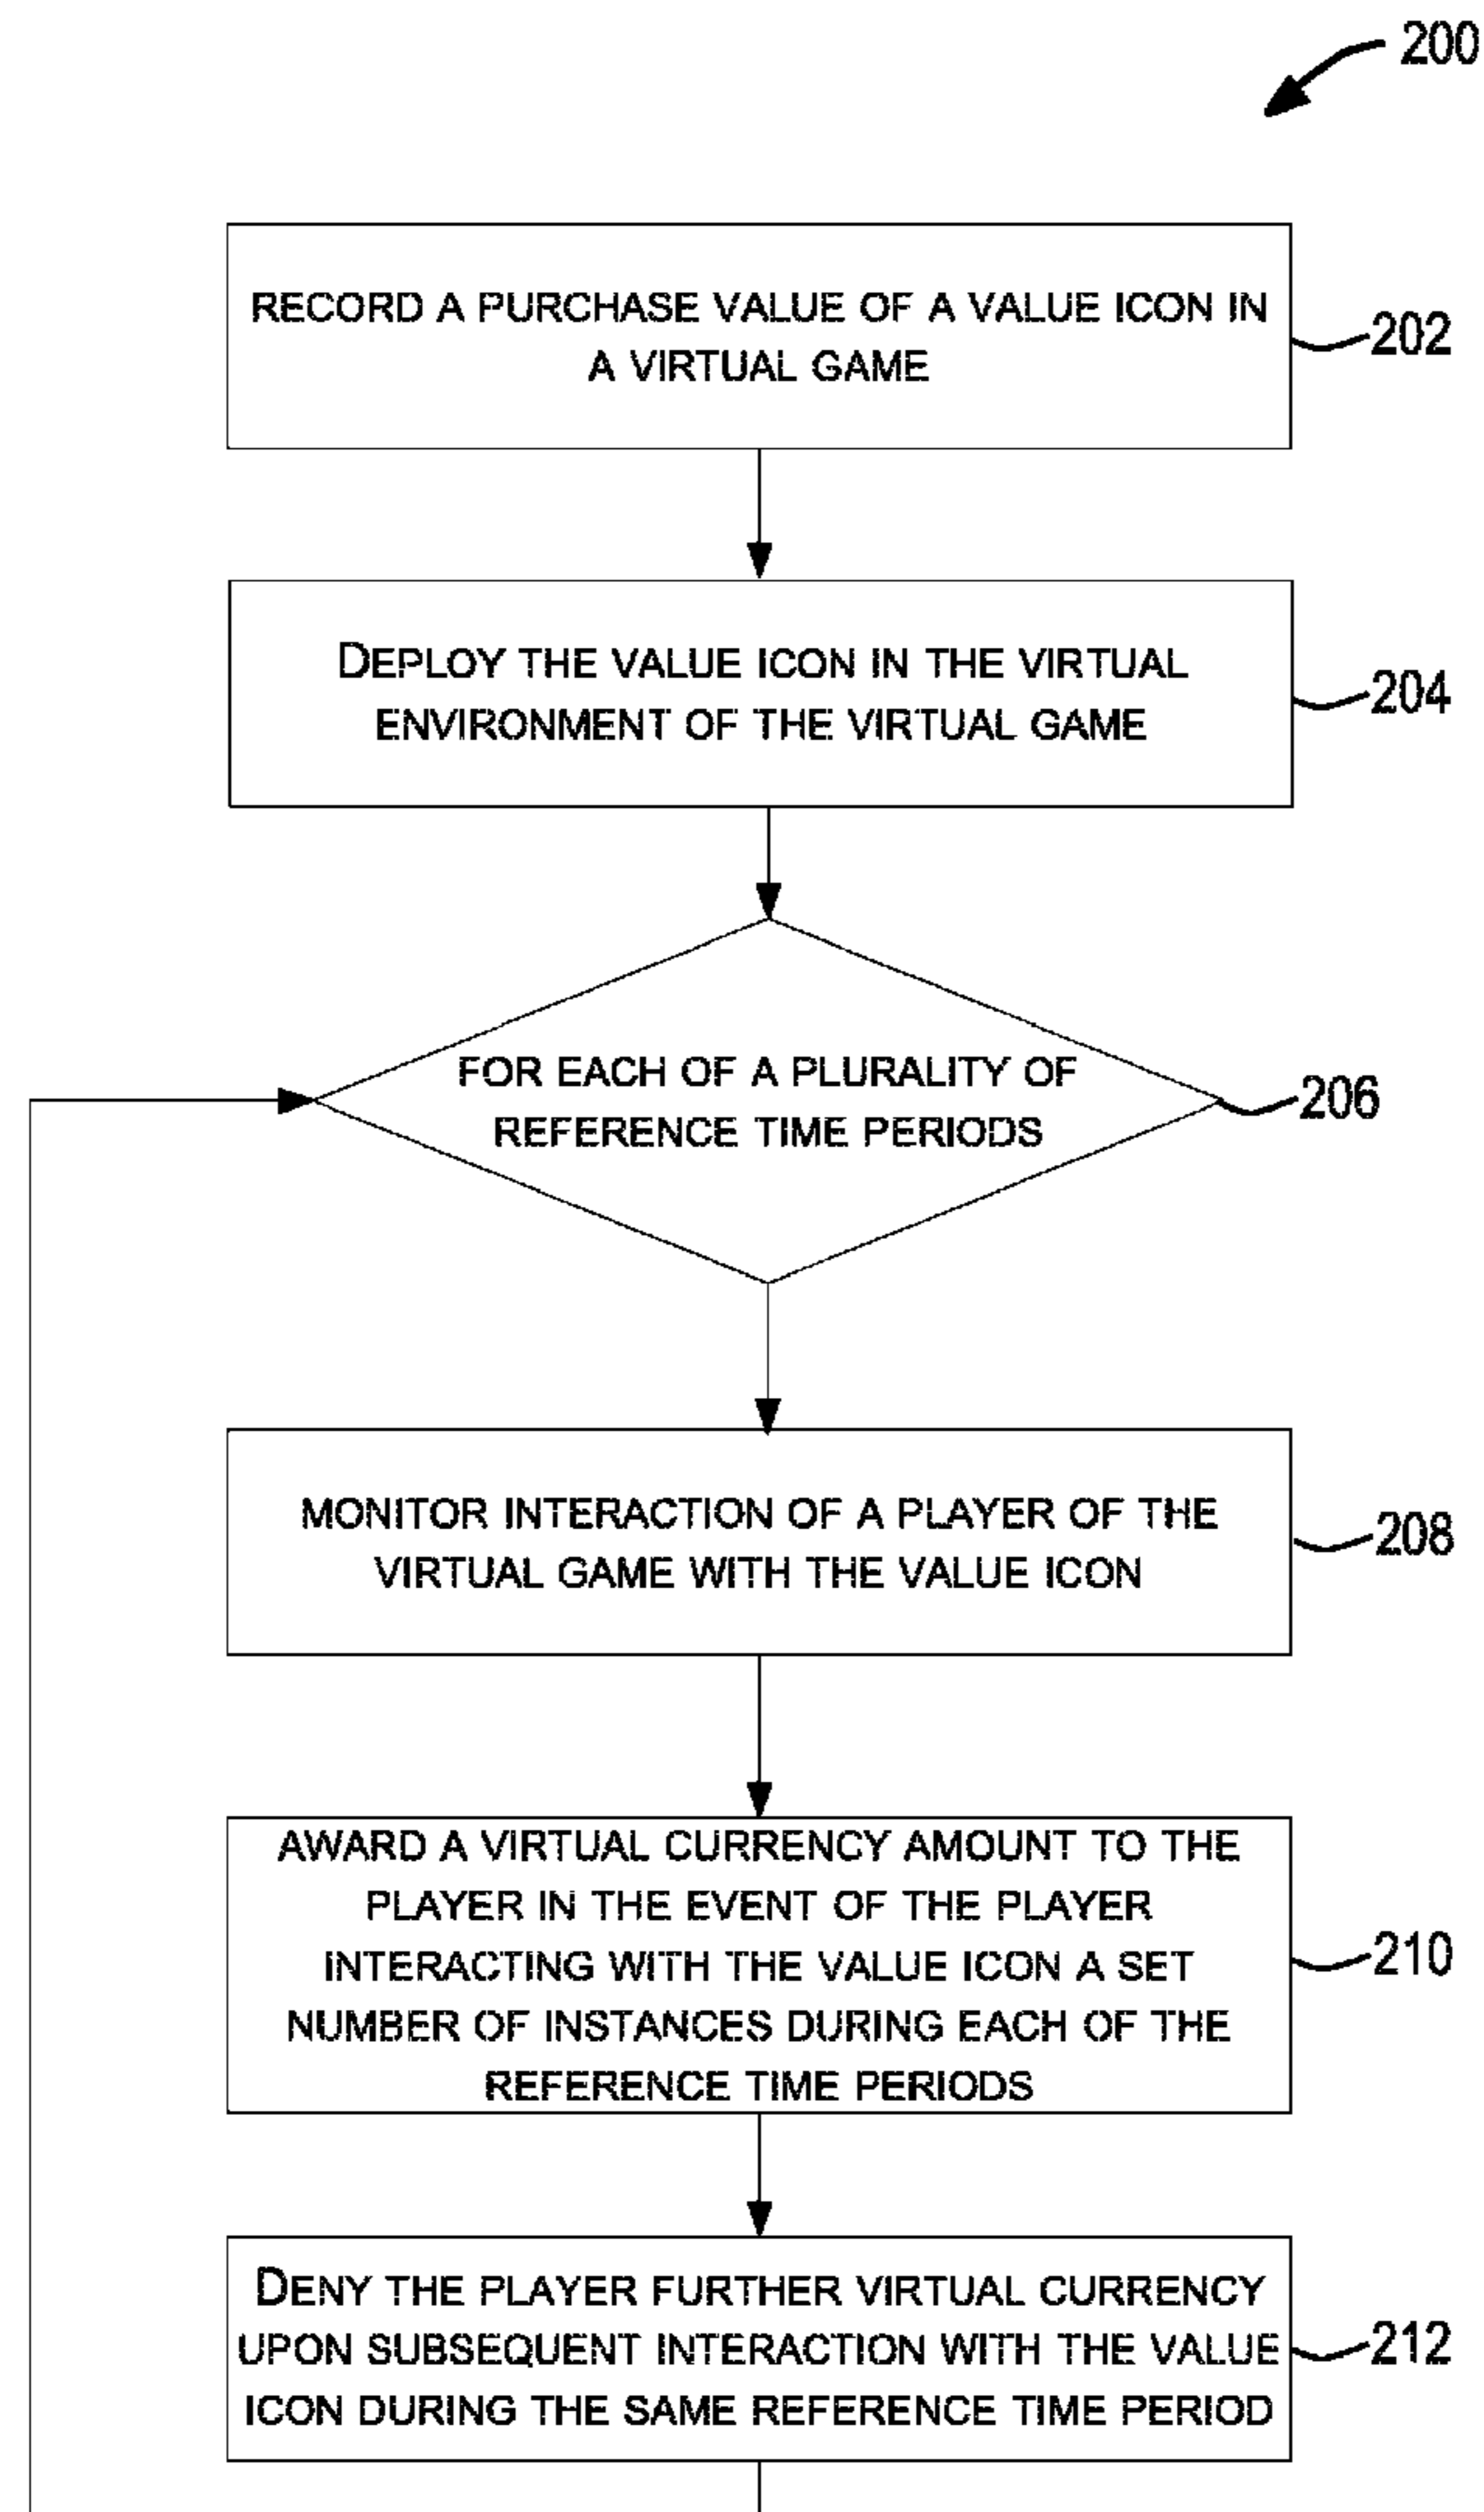 200
RECORD A PURCHASE VALUE OF A VALUE ICON IN
A VIRTUAL GAME
202
DEPLOY THE VALUE ICON IN THE VIRTUAL
ENVIRONMENT OF THE VIRTUAL GAME
204
FOR EACH OF A PLURALITY OF
REFERENCE TIME PERIODS
206
MONITOR INTERACTION OF A PLAYER OF THE
VIRTUAL GAME WITH THE VALUE ICON
208
AWARD A VIRTUAL CURRENCY AMOUNT TO THE
PLAYER IN THE EVENT OF THE PLAYER
INTERACTING WITH THE VALUE ICON A SET
NUMBER OF INSTANCES DURING EACH OF THE
REFERENCE TIME PERIODS
210
DENY THE PLAYER FURTHER VIRTUAL CURRENCY
UPON SUBSEQUENT INTERACTION WITH THE VALUE
ICON DURING THE SAME REFERENCE TIME PERIOD
212